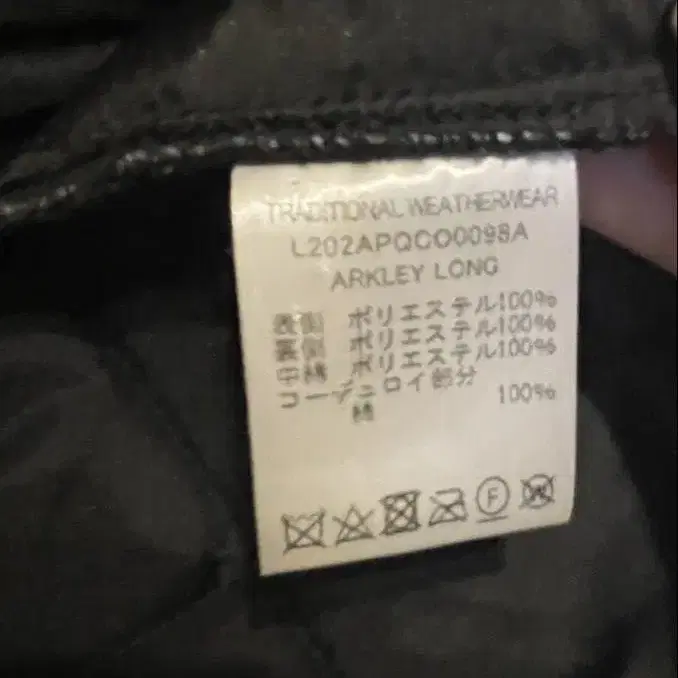 TRADITIONAL WEATHERWEAR
L202APQCO0098A
ARKLEY LONG
表側 ポリエステル100%
裏側 ポリエステル100%
中綿 ポリエステル100%
コーデュロイ部分
綿 100%
F
W